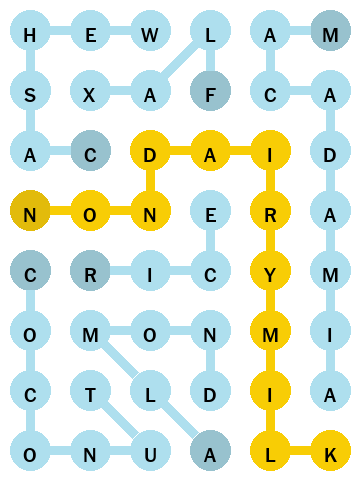 H E W L A M
S X A F C A
A C D A I D
N O N E R A
C R I C Y M
O M O N M I
C T L D I A
O N U A L K